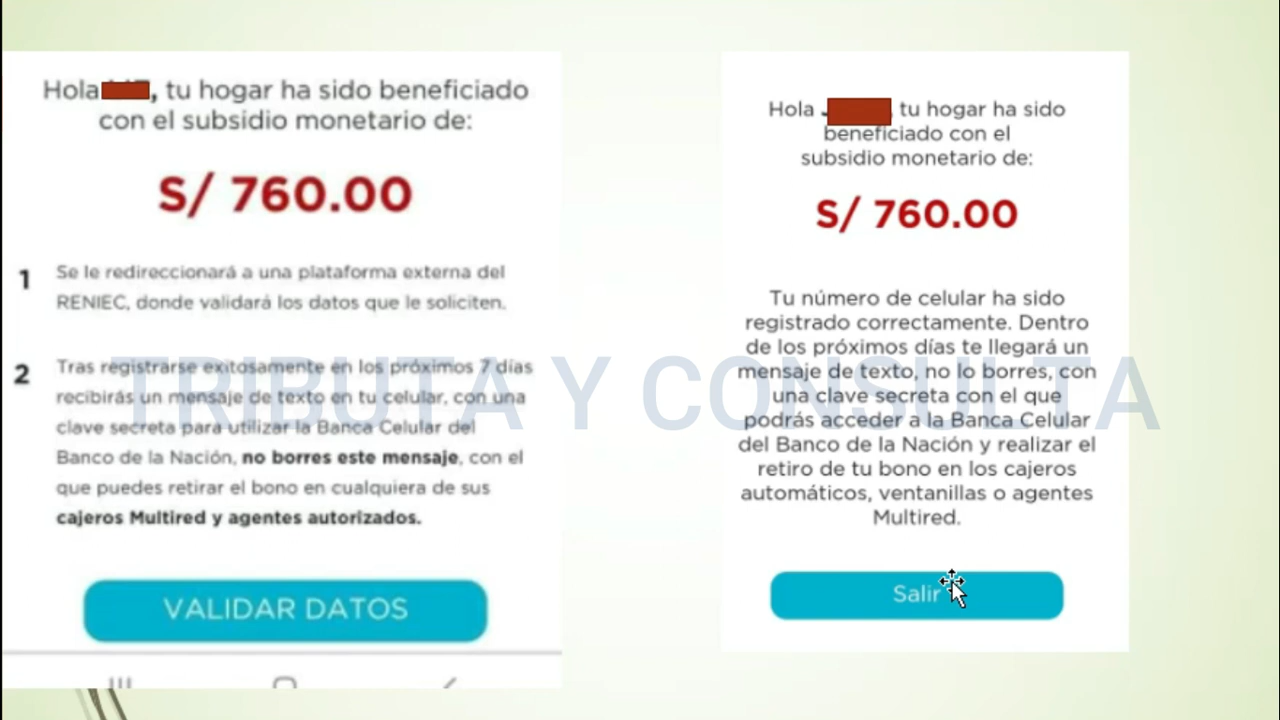 Hola , tu hogar ha sido beneficiado
con el subsidio monetario de:
S/ 760.00
1 Se le redireccionará a una plataforma externa del
RENIEC, donde validará los datos que le soliciten.
2 Tras registrarse exitosamente en los próximos 7 días
recibirás un mensaje de texto en tu celular, con una
clave secreta para utilizar la Banca Celular del
Banco de la Nación, no borres este mensaje, con el
que puedes retirar el bono en cualquiera de sus
cajeros Multired y agentes autorizados.
VALIDAR DATOS
Hola tu hogar ha sido
beneficiado con el
subsidio monetario de:
S/ 760.00
Tu número de celular ha sido
registrado correctamente. Dentro
de los próximos días te llegará un
mensaje de texto, no lo borres, con
una clave secreta con el que
podrás acceder a la Banca Celular
del Banco de la Nación y realizar el
retiro de tu bono en los cajeros
automáticos, ventanillas o agentes
Multired.
Salir
TRIBUTA Y CONSULTA